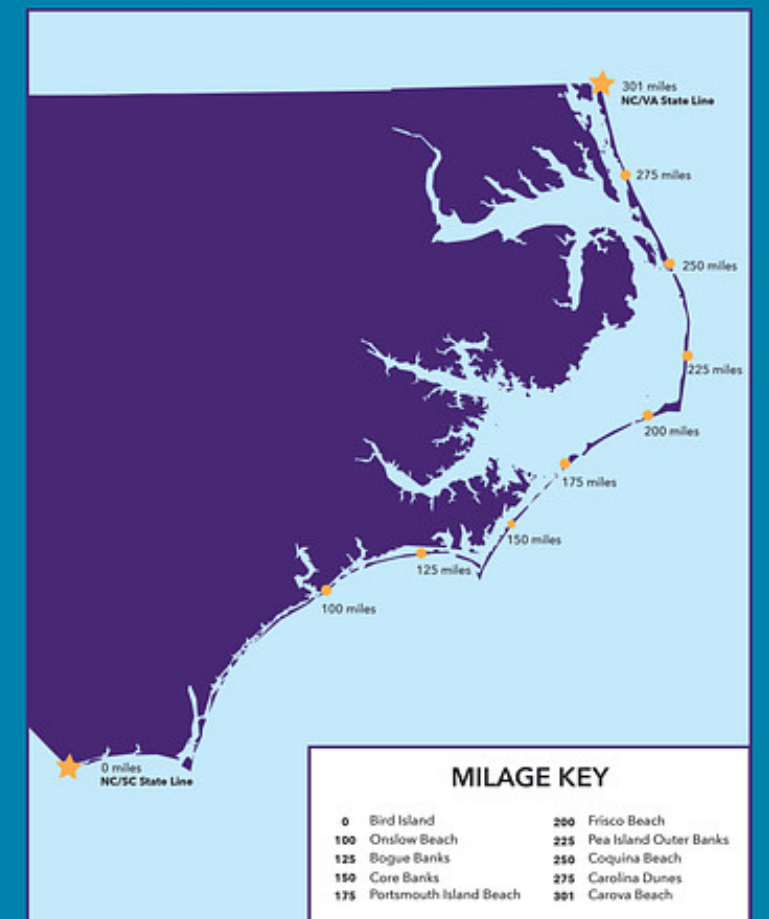 301 miles
NC/VA State Line
275 miles
250 miles
225 miles
200 miles
175 miles
150 miles
125 miles
100 miles
0 miles
NC/SC State Line
MILAGE KEY
0 Bird Island
100 Onslow Beach
125 Bogue Banks
150 Core Banks
175 Portsmouth Island Beach
200 Frisco Beach
225 Pea Island Outer Banks
250 Coquina Beach
275 Carolina Dunes
301 Carova Beach